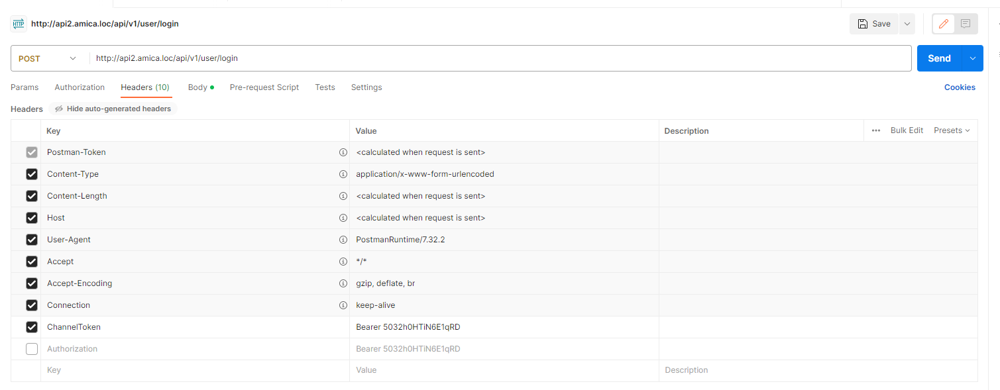 HTTP http://api2.amica.loc/api/v1/user/login Save
POST http://api2.amica.loc/api/v1/user/login Send
Params Authorization Headers (10) Body Pre-request Script Tests Settings Cookies
Headers Hide auto-generated headers
Key Value Description ••• Bulk Edit Presets
Postman-Token <calculated when request is sent>
Content-Type application/x-www-form-urlencoded
Content-Length <calculated when request is sent>
Host <calculated when request is sent>
User-Agent PostmanRuntime/7.32.2
Accept */*
Accept-Encoding gzip, deflate, br
Connection keep-alive
ChannelToken Bearer 5032h0HTiN6E1qRD
Authorization Bearer 5032h0HTiN6E1qRD
Key Value Description